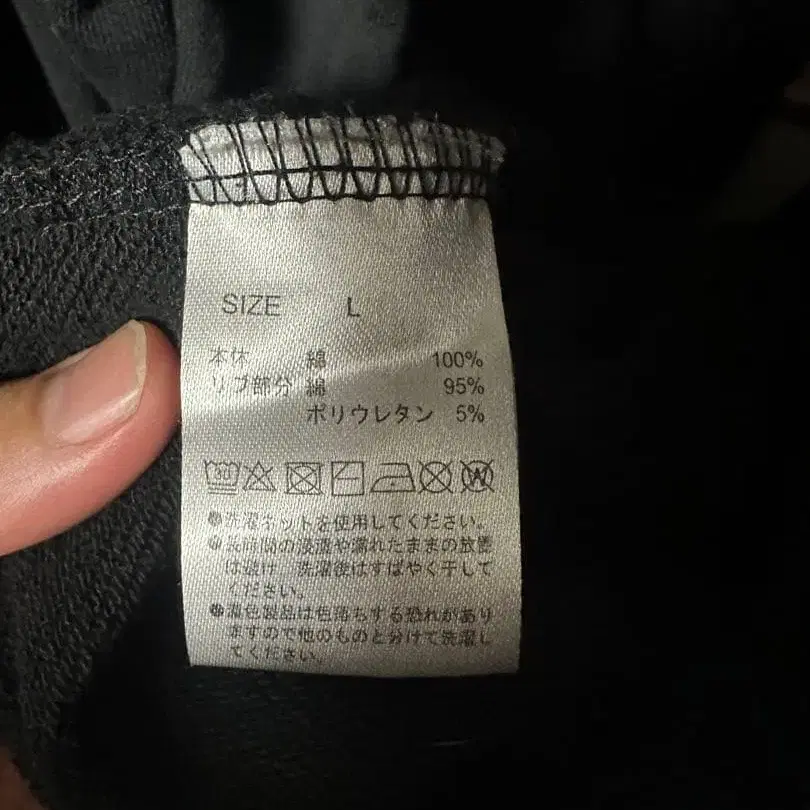 SIZE L
本体 綿 100%
リブ部分 綿 95%
ポリウレタン 5%
●洗濯ネットを使用してください。
●長時間の浸漬や濡れたままの放置
は避け 洗濯後はすばやく干して
ください。
●濃色製品は色落ちする恐れがあり
ますので他のものと分けて洗濯し
てください。